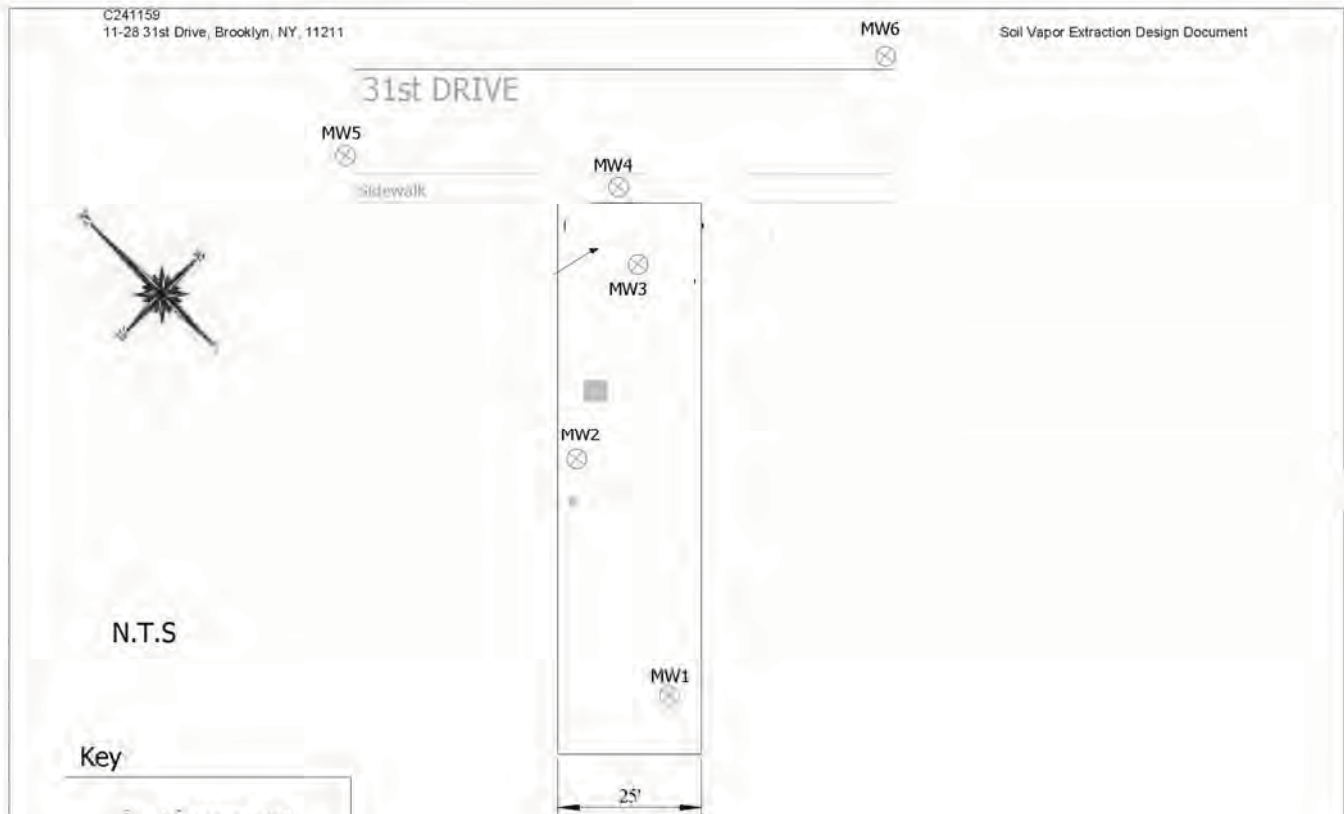 C241159
11-28 31st Drive, Brooklyn, NY, 11211
Soil Vapor Extraction Design Document
MW6
31st DRIVE
MW5
MW4
Sidewalk
MW3
MW2
N.T.S
MW1
Key
25'